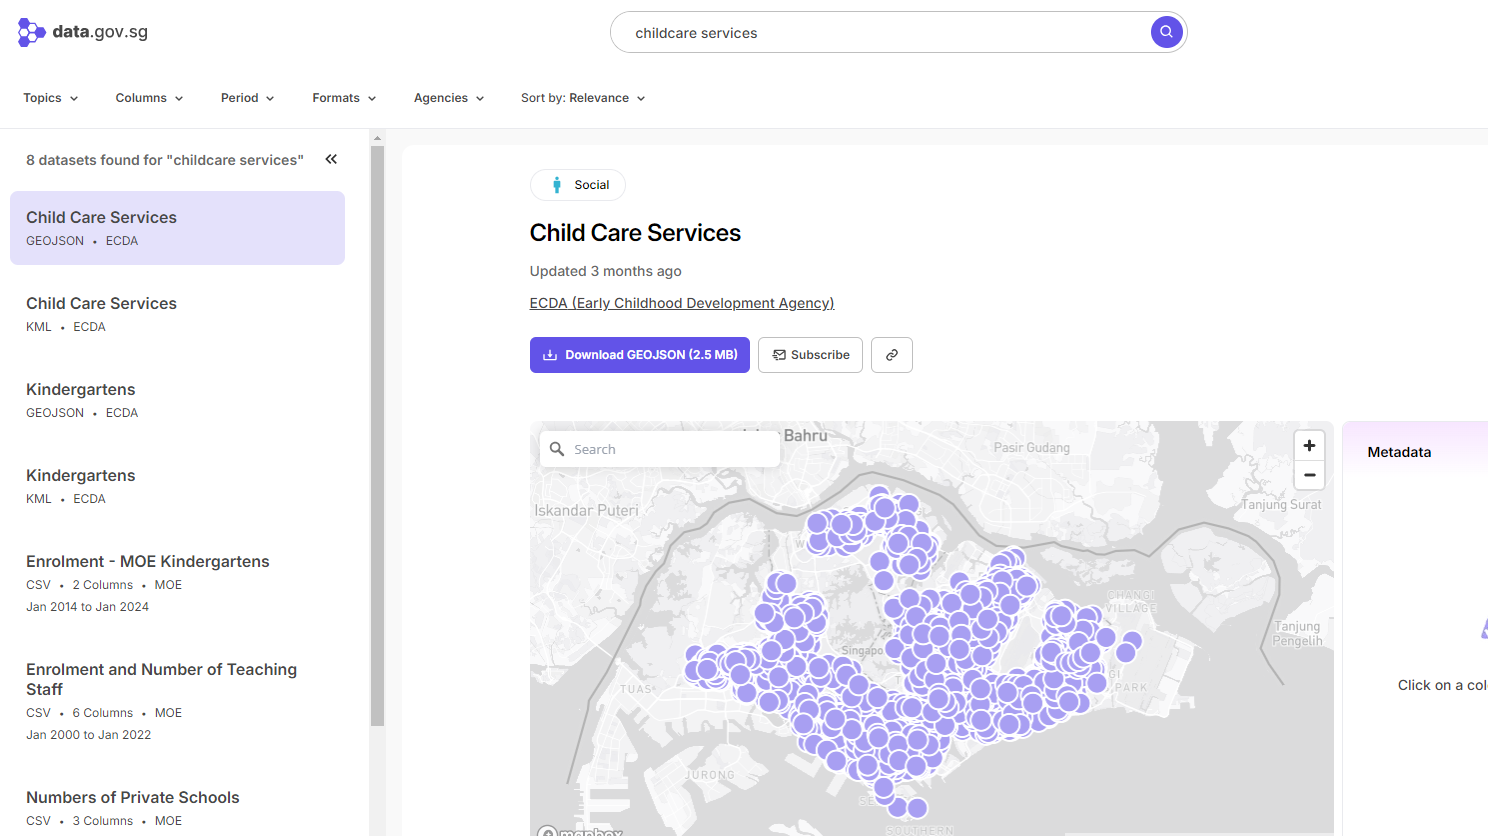 data.gov.sg
childcare services
Topics
Columns
Period
Formats
Agencies
Sort by: Relevance
8 datasets found for "childcare services"
Child Care Services
GEOJSON • ECDA
Child Care Services
KML • ECDA
Kindergartens
GEOJSON • ECDA
Kindergartens
KML • ECDA
Enrolment - MOE Kindergartens
CSV • 2 Columns • MOE
Jan 2014 to Jan 2024
Enrolment and Number of Teaching
Staff
CSV • 6 Columns • MOE
Jan 2000 to Jan 2022
Numbers of Private Schools
CSV • 3 Columns • MOE
Social
Child Care Services
Updated 3 months ago
ECDA (Early Childhood Development Agency)
Download GEOJSON (2.5 MB)
Subscribe
Search
Bahru
Pasir Gudang
Iskandar Puteri
Tanjung Surat
CHANGI
VILLAGE
Tanjung
Pengelih
Singapo
TUAS
PARK
JURONG
SOUTHERN
mapbox
+
−
Metadata
Click on a col